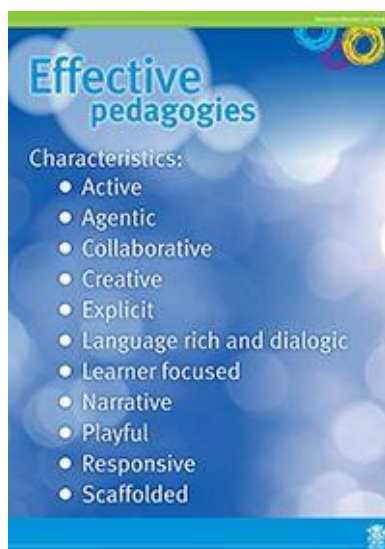 Effective
pedagogies
Characteristics:
• Active
• Agentic
• Collaborative
• Creative
• Explicit
• Language rich and dialogic
• Learner focused
• Narrative
• Playful
• Responsive
• Scaffolded